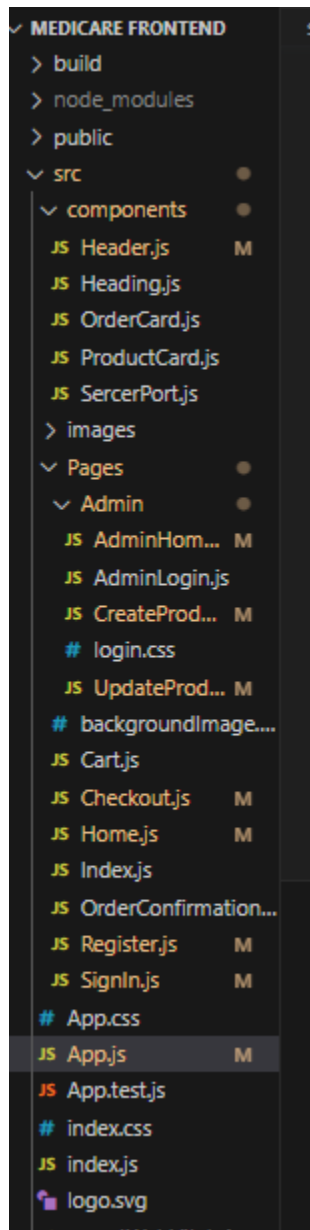 MEDICARE FRONTEND
build
node_modules
public
src
components
JS Header.js M
JS Heading.js
JS OrderCard.js
JS ProductCard.js
JS SercerPort.js
images
Pages
Admin
JS AdminHom... M
JS AdminLogin.js
JS CreateProd... M
# login.css
JS UpdateProd... M
# backgroundImage....
JS Cart.js
JS Checkout.js M
JS Home.js M
JS Index.js
JS OrderConfirmation...
JS Register.js M
JS SignIn.js M
# App.css
JS App.js M
JS App.test.js
# index.css
JS index.js
logo.svg